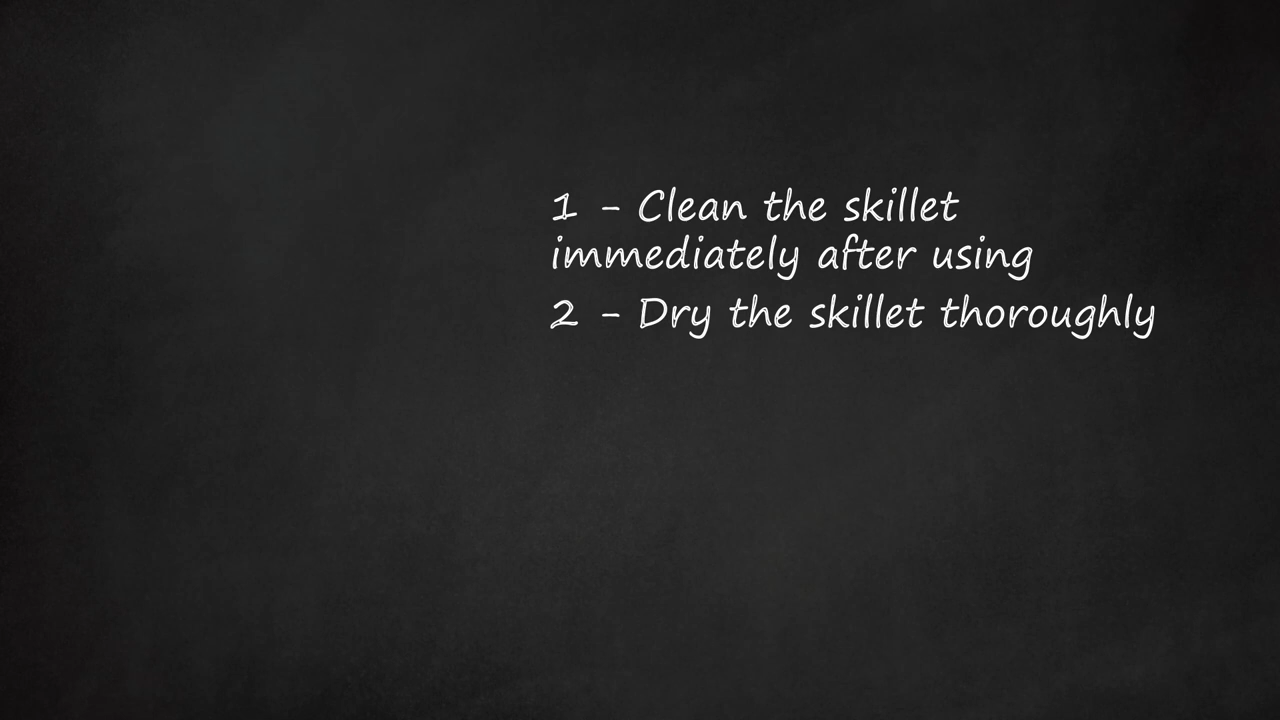 1 - Clean the skillet
immediately after using
2 - Dry the skillet thoroughly